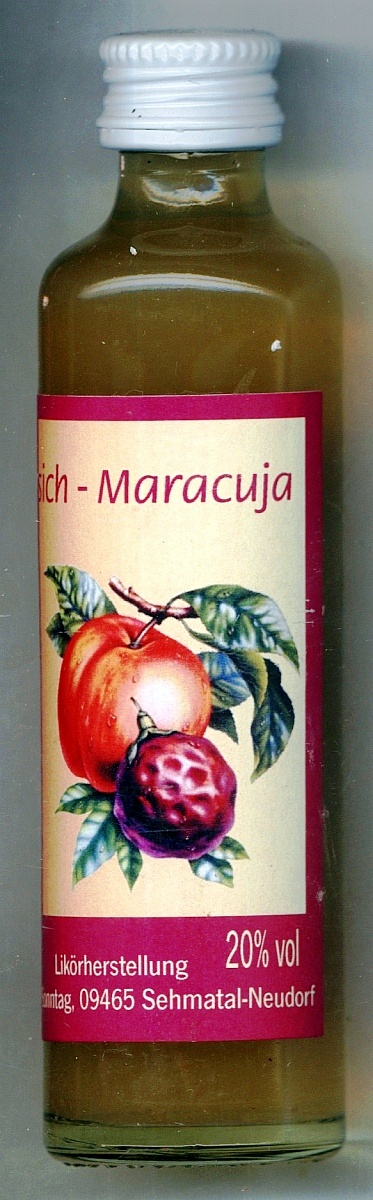 sich - Maracuja
20% vol
Likörherstellung
onntag, 09465 Sehmatal-Neudorf